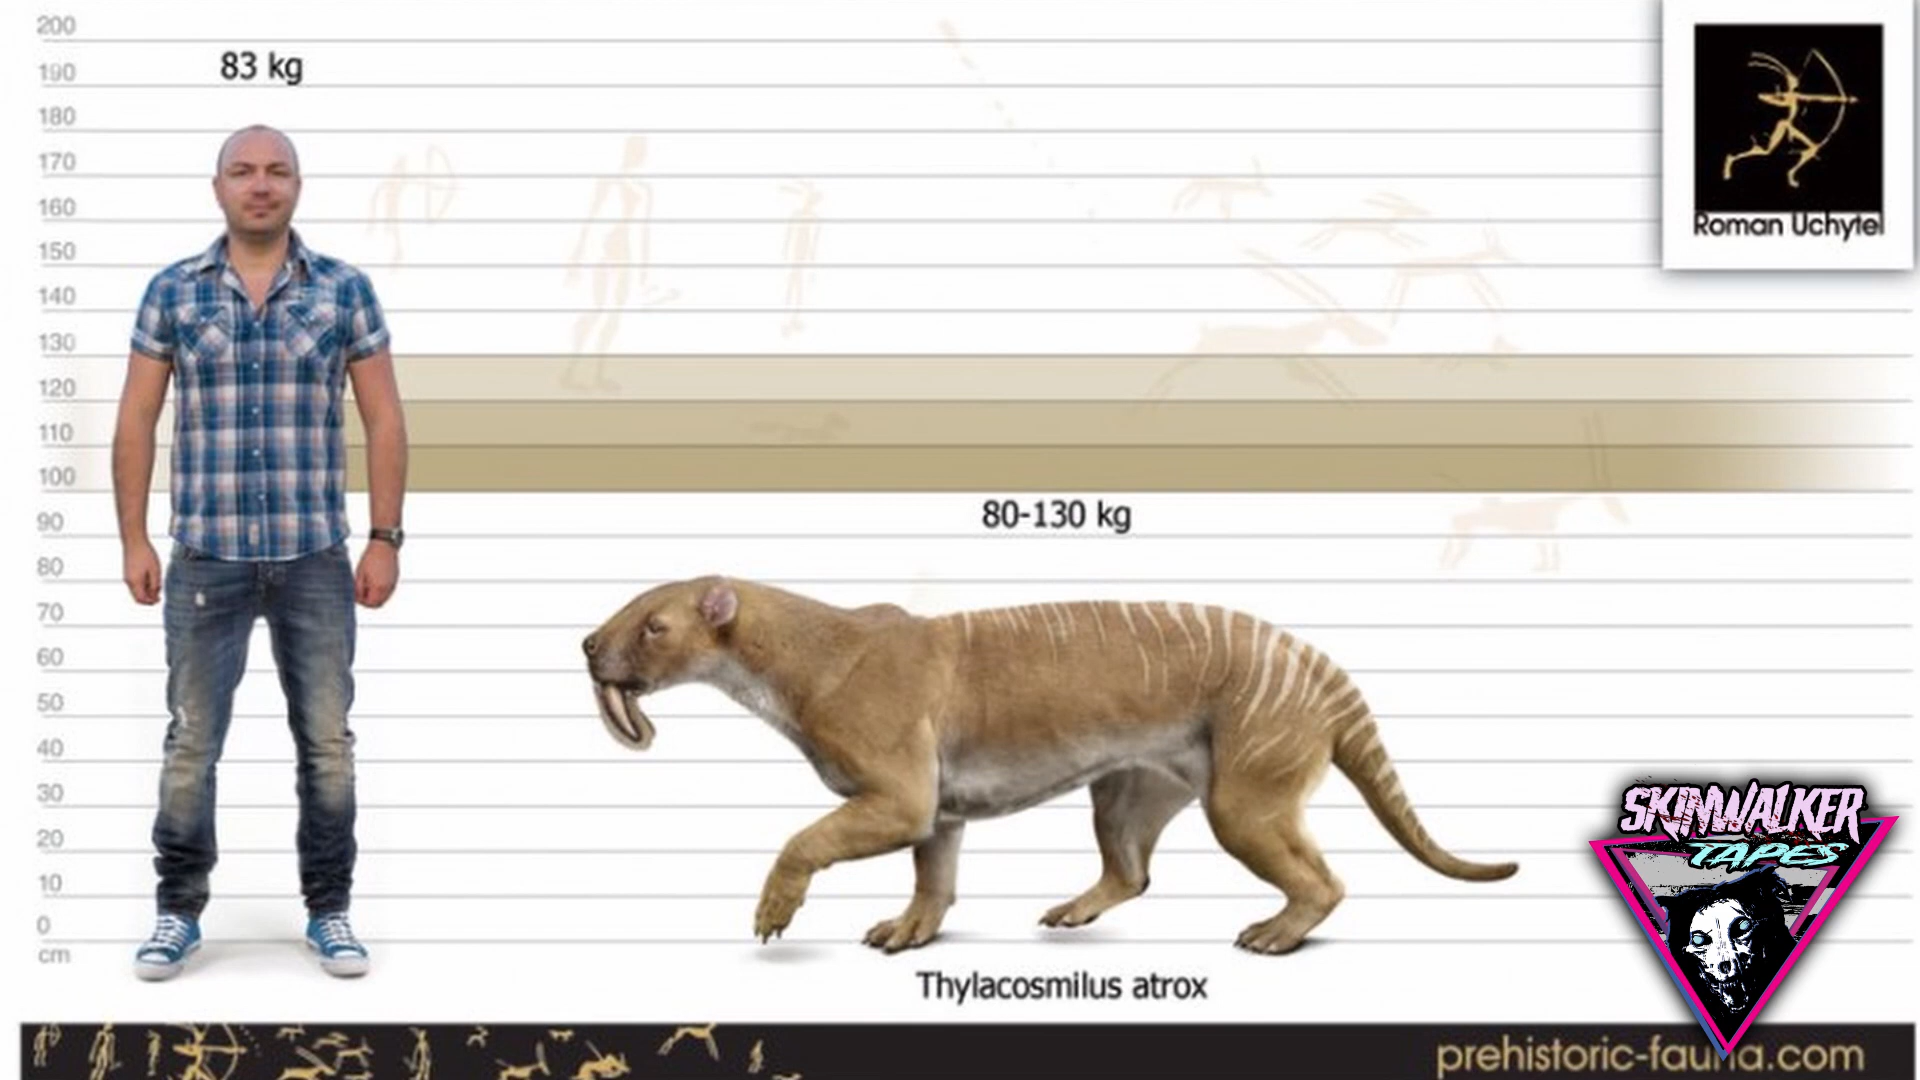 200
83 kg
190
180
170
160
150
140
130
120
110
100
90
80
70
60
50
40
30
20
10
0
cm
Roman Uchytel
80-130 kg
Thylacosmilus atrox
SKINWALKER
TAPES
prehistoric-fauna.com